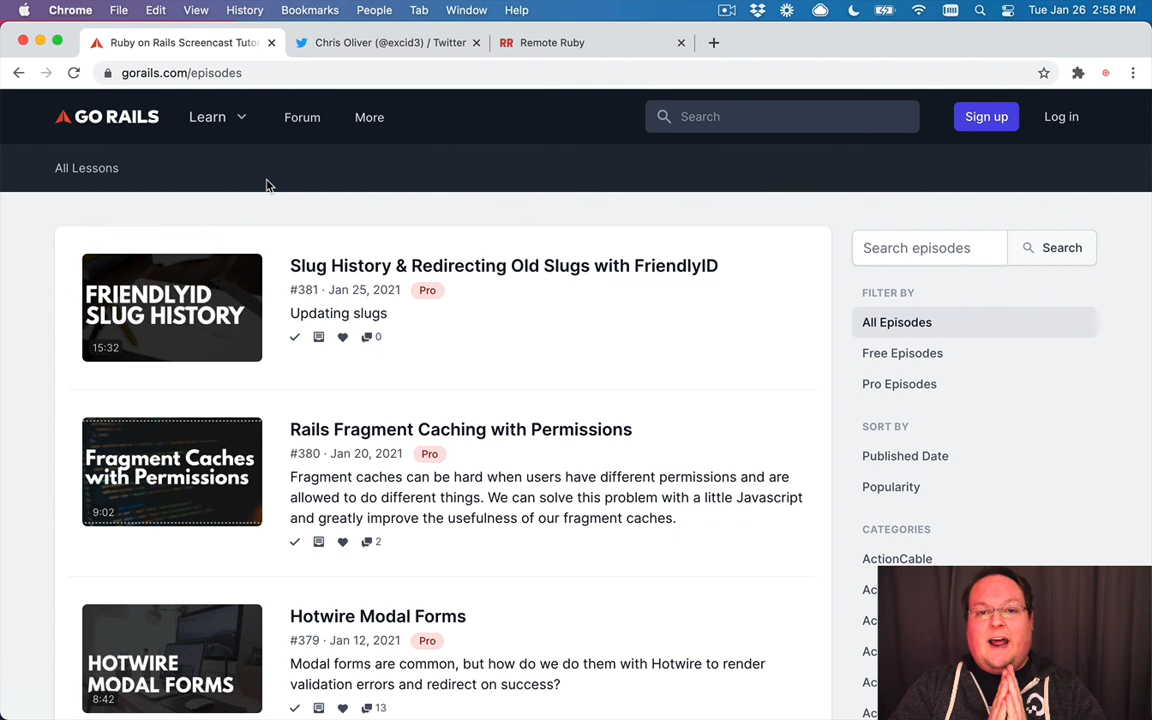 Chrome File Edit View History Bookmarks People Tab Window Help Tue Jan 26 2:58 PM
Ruby on Rails Screencast Tuto Chris Oliver (@excid3) / Twitter RR Remote Ruby
gorails.com/episodes
GO RAILS Learn Forum More Search Sign up Log in
All Lessons
FRIENDLYID
SLUG HISTORY
15:32
Slug History & Redirecting Old Slugs with FriendlyID
#381 · Jan 25, 2021 Pro
Updating slugs
0
Fragment Caches
with Permissions
9:02
Rails Fragment Caching with Permissions
#380 · Jan 20, 2021 Pro
Fragment caches can be hard when users have different permissions and are
allowed to do different things. We can solve this problem with a little Javascript
and greatly improve the usefulness of our fragment caches.
2
HOTWIRE
MODAL FORMS
8:42
Hotwire Modal Forms
#379 · Jan 12, 2021 Pro
Modal forms are common, but how do we do them with Hotwire to render
validation errors and redirect on success?
13
Search episodes Search
FILTER BY
All Episodes
Free Episodes
Pro Episodes
SORT BY
Published Date
Popularity
CATEGORIES
ActionCable